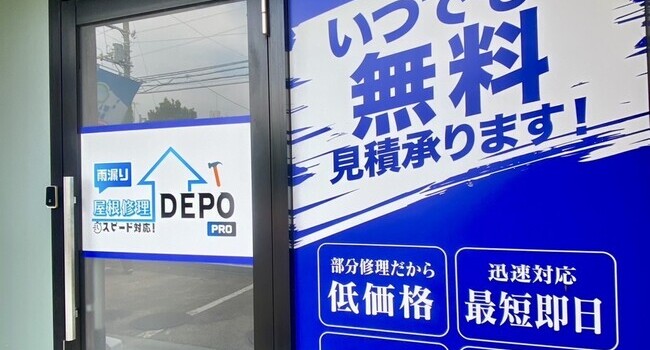 いつでも
無料
見積承ります!
雨漏り
屋根修理
DEPO
スピード対応!
PRO
部分修理だから
低価格
迅速対応
最短即日